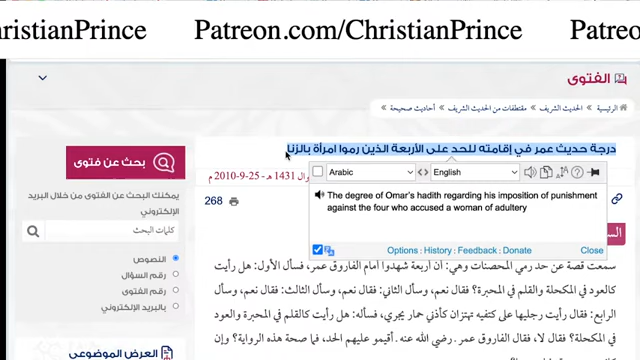 ristianPrince Patreon.com/ChristianPrince Patreo
الفتوى
الرئيسية الحديث الشريف مقتطفات من الحديث الشريف أحاديث صحيحة
درجة حديث عمر في إقامته للحد على الأربعة الذين رموا امرأة بالزنا
بحث عن فتوى
Arabic English
وال 1431 هـ - 25-9-2010 م
268
The degree of Omar's hadith regarding his imposition of punishment
against the four who accused a woman of adultery
Options : History : Feedback : Donate Close
يمكنك البحث عن الفتوى من خلال البريد
الإلكتروني
كلمات البحث
النصوص
رقم السؤال
رقم الفتوى
بالبريد الإلكتروني
العرض الموضوعي
الس
سمعت قصة عن حد رمي المحصنات وهي: أن أربعة شهدوا أمام الفاروق عمر، فسأل الأول: هل رأيت
كالعود في المكحلة والقلم في المحبرة؟ فقال نعم، وسأل الثاني: فقال نعم، وسأل الثالث: فقال نعم، وسأل
الرابع: فقال رأيت رجليها على كتفيه تهتزان كأذني حمار يجري، فسأله: هل رأيت كالقلم في المحبرة والعود
في المكحلة؟ فقال لا، فقال الفاروق عمر. رضي الله عنه. أقيمو عليهم الحد، فما صحة هذه الرواية؟ وإن